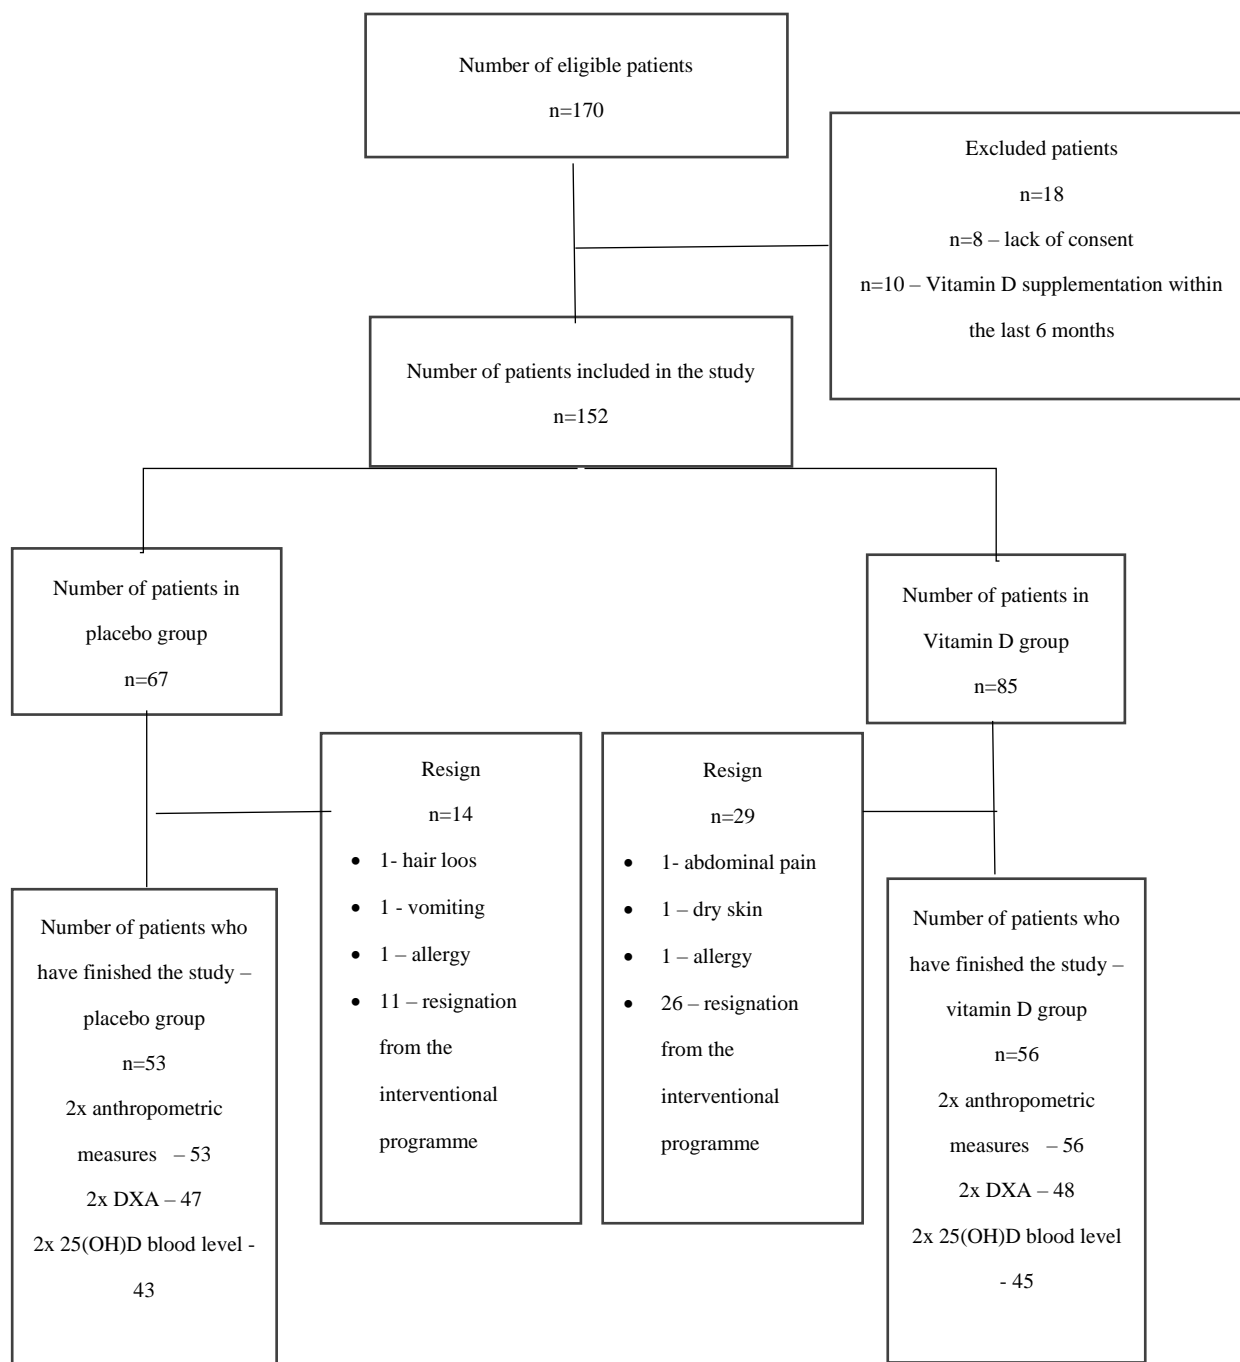 Number of eligible patients
n=170
Excluded patients
n=18
n=8 – lack of consent
n=10 – Vitamin D supplementation within
the last 6 months
Number of patients included in the study
n=152
Number of patients in
placebo group
n=67
Number of patients in
Vitamin D group
n=85
Resign
n=14
• 1- hair loos
• 1 - vomiting
• 1 – allergy
• 11 – resignation
from the
interventional
programme
Resign
n=29
• 1- abdominal pain
• 1 – dry skin
• 1 – allergy
• 26 – resignation
from the
interventional
programme
Number of patients who
have finished the study –
placebo group
n=53
2x anthropometric
measures – 53
2x DXA – 47
2x 25(OH)D blood level -
43
Number of patients who
have finished the study –
vitamin D group
n=56
2x anthropometric
measures – 56
2x DXA – 48
2x 25(OH)D blood level
- 45